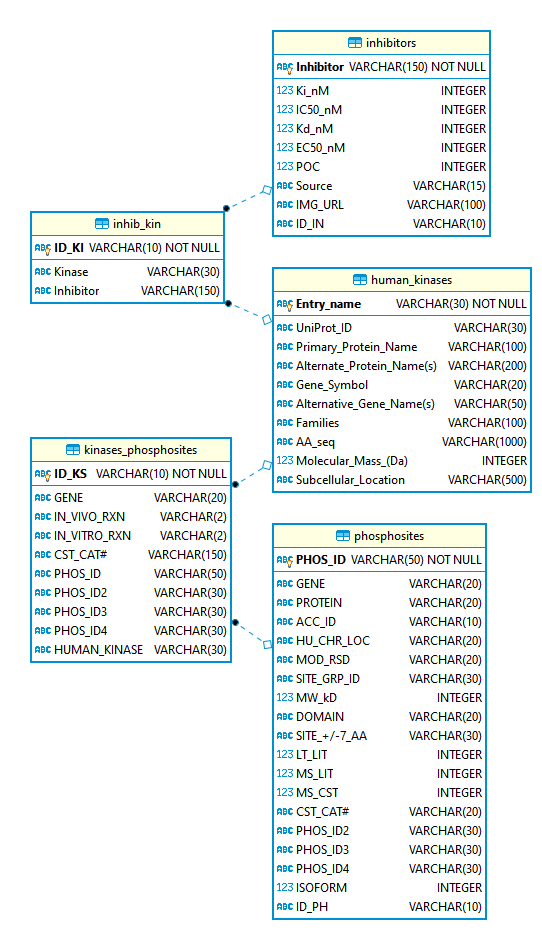 inhibitors
ABC Inhibitor VARCHAR(150) NOT NULL
123 Ki_nM INTEGER
123 IC50_nM INTEGER
123 Kd_nM INTEGER
123 EC50_nM INTEGER
123 POC INTEGER
ABC Source VARCHAR(15)
ABC IMG_URL VARCHAR(100)
ABC ID_IN VARCHAR(10)
inhib_kin
ABC ID_KI VARCHAR(10) NOT NULL
ABC Kinase VARCHAR(30)
ABC Inhibitor VARCHAR(150)
human_kinases
ABC Entry_name VARCHAR(30) NOT NULL
ABC UniProt_ID VARCHAR(30)
ABC Primary_Protein_Name VARCHAR(100)
ABC Alternate_Protein_Name(s) VARCHAR(200)
ABC Gene_Symbol VARCHAR(20)
ABC Alternative_Gene_Name(s) VARCHAR(50)
ABC Families VARCHAR(100)
ABC AA_seq VARCHAR(1000)
123 Molecular_Mass_(Da) INTEGER
ABC Subcellular_Location VARCHAR(500)
kinases_phosphosites
ABC ID_KS VARCHAR(10) NOT NULL
ABC GENE VARCHAR(20)
ABC IN_VIVO_RXN VARCHAR(2)
ABC IN_VITRO_RXN VARCHAR(2)
ABC CST_CAT# VARCHAR(150)
ABC PHOS_ID VARCHAR(50)
ABC PHOS_ID2 VARCHAR(30)
ABC PHOS_ID3 VARCHAR(30)
ABC PHOS_ID4 VARCHAR(30)
ABC HUMAN_KINASE VARCHAR(30)
phosphosites
ABC PHOS_ID VARCHAR(50) NOT NULL
ABC GENE VARCHAR(20)
ABC PROTEIN VARCHAR(20)
ABC ACC_ID VARCHAR(10)
ABC HU_CHR_LOC VARCHAR(20)
ABC MOD_RSD VARCHAR(20)
ABC SITE_GRP_ID VARCHAR(30)
123 MW_kD INTEGER
ABC DOMAIN VARCHAR(20)
ABC SITE_+/-7_AA VARCHAR(30)
123 LT_LIT INTEGER
123 MS_LIT INTEGER
123 MS_CST INTEGER
ABC CST_CAT# VARCHAR(20)
ABC PHOS_ID2 VARCHAR(30)
ABC PHOS_ID3 VARCHAR(30)
ABC PHOS_ID4 VARCHAR(30)
123 ISOFORM INTEGER
ABC ID_PH VARCHAR(10)